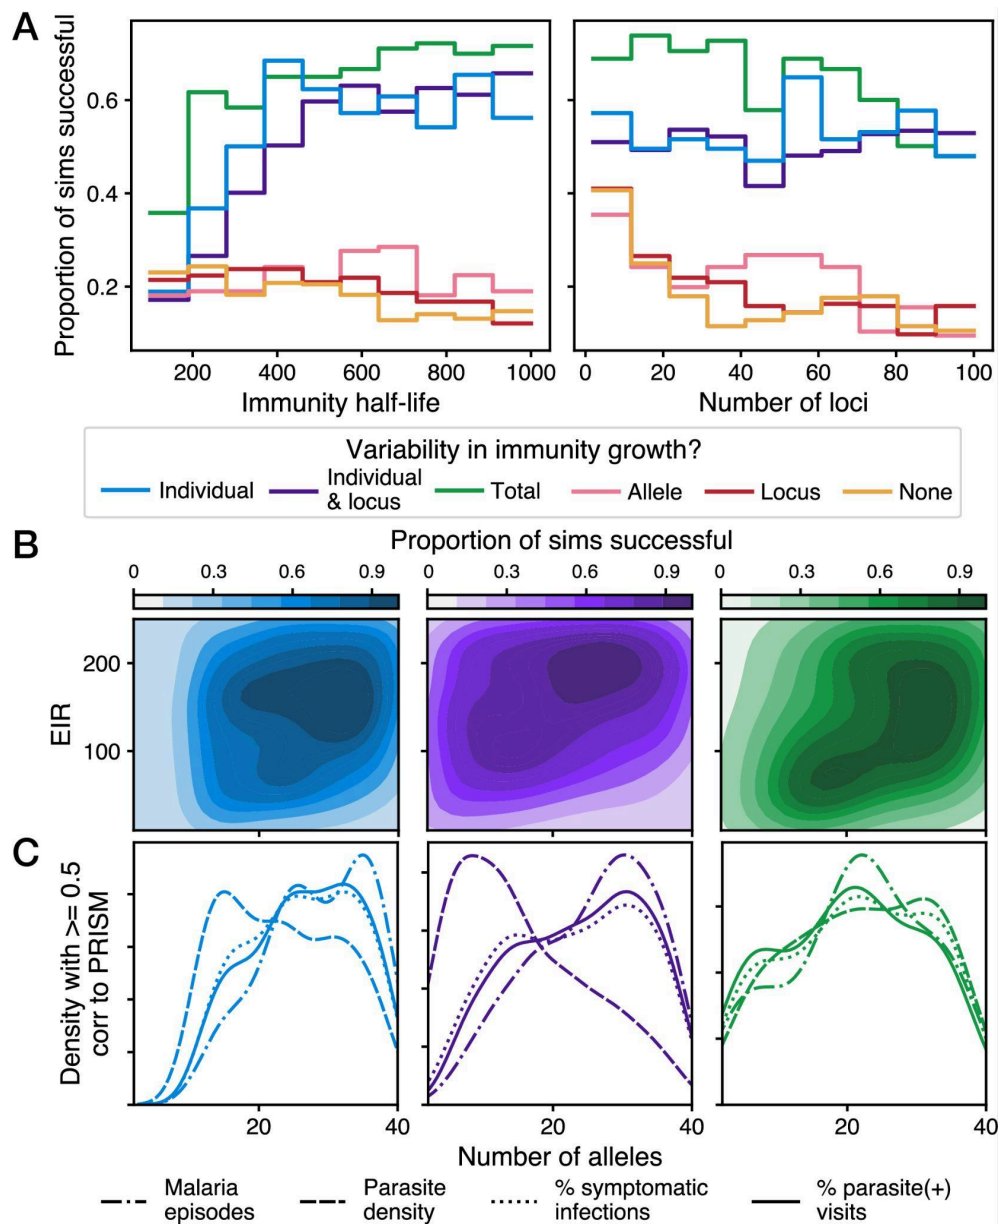 A
Proportion of sims successful
0.6
0.4
0.2
200 400 600 800 1000
0 20 40 60 80 100
Immunity half-life
Number of loci
Variability in immunity growth?
Individual
Individual
& locus
Total
Allele
Locus
None
B
Proportion of sims successful
0 0.3 0.6 0.9
0 0.3 0.6 0.9
0 0.3 0.6 0.9
EIR
200
100
C
Density with >= 0.5
corr to PRISM
20 40
20 40
20 40
Number of alleles
Malaria
episodes
Parasite
density
% symptomatic
infections
% parasite(+)
visits